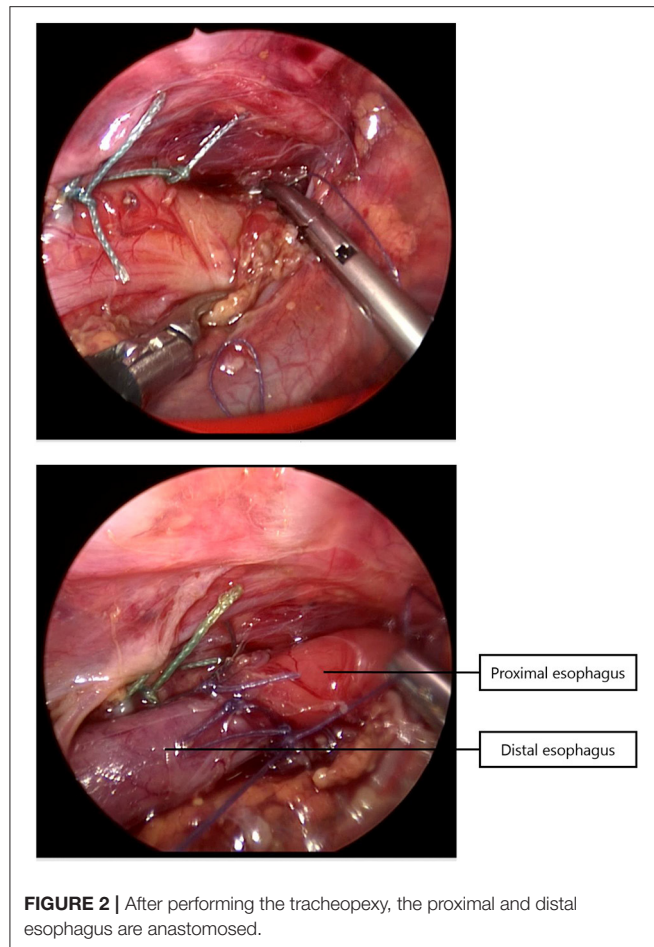 Proximal esophagus
Distal esophagus
FIGURE 2 | After performing the tracheopexy, the proximal and distal
esophagus are anastomosed.